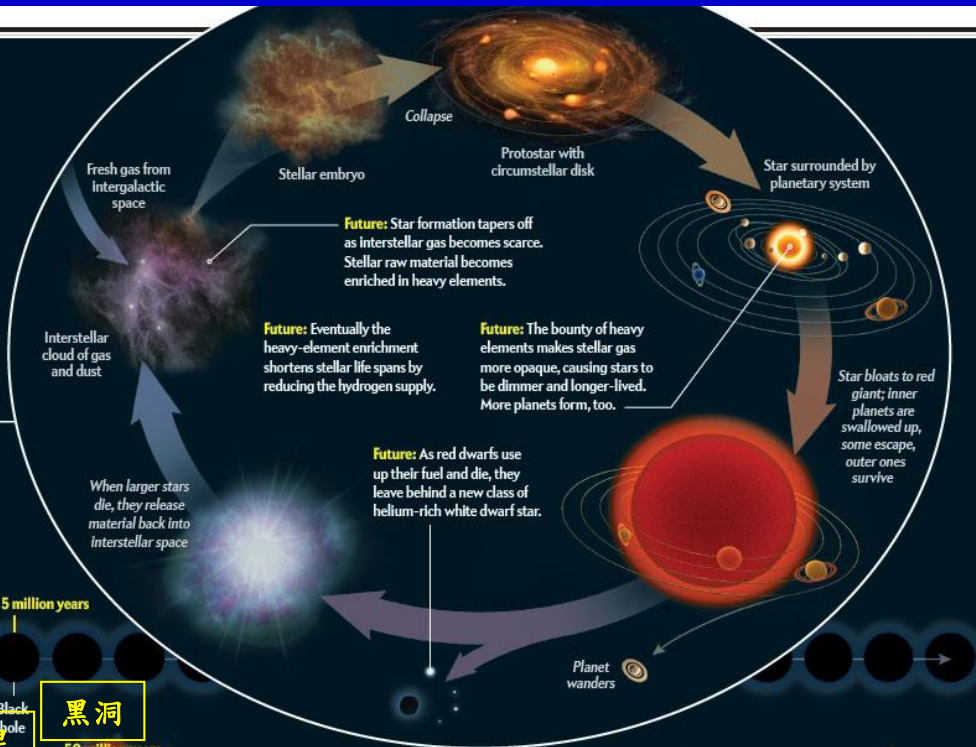 Collapse
Fresh gas from
intergalactic
space
Stellar embryo
Protostar with
circumstellar disk
Star surrounded by
planetary system
Future: Star formation tapers off
as interstellar gas becomes scarce.
Stellar raw material becomes
enriched in heavy elements.
Interstellar
cloud of gas
and dust
Future: Eventually the
heavy-element enrichment
shortens stellar life spans by
reducing the hydrogen supply.
Future: The bounty of heavy
elements makes stellar gas
more opaque, causing stars to
be dimmer and longer-lived.
More planets form, too.
Star bloats to red
giant; inner
planets are
swallowed up,
some escape,
outer ones
survive
Future: As red dwarfs use
up their fuel and die, they
leave behind a new class of
helium-rich white dwarf star.
When larger stars
die, they release
material back into
interstellar space
5 million years
Planet
wanders
Black
hole
黑洞